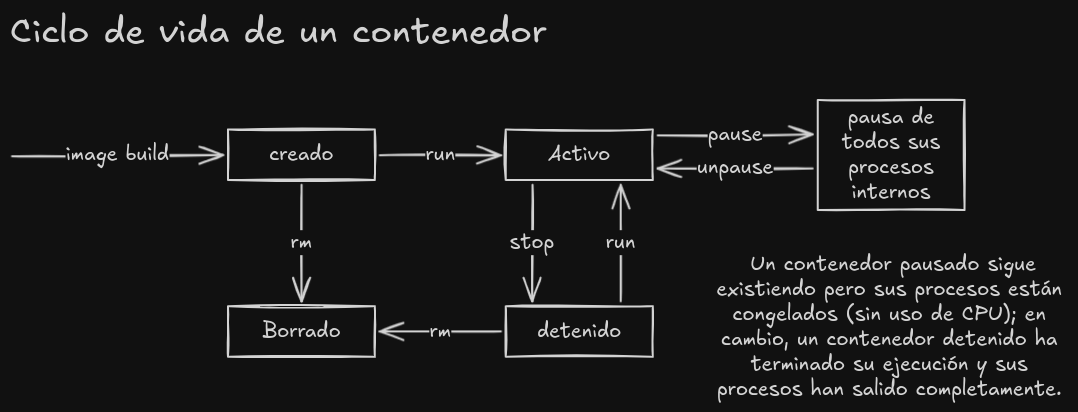 Ciclo de vida de un contenedor
image build
creado
run
Activo
pause
unpause
pausa de
todos sus
procesos
internos
rm
stop
run
Borrado
rm
detenido
Un contenedor pausado sigue
existiendo pero sus procesos están
congelados (sin uso de CPU); en
cambio, un contenedor detenido ha
terminado su ejecución y sus
procesos han salido completamente.